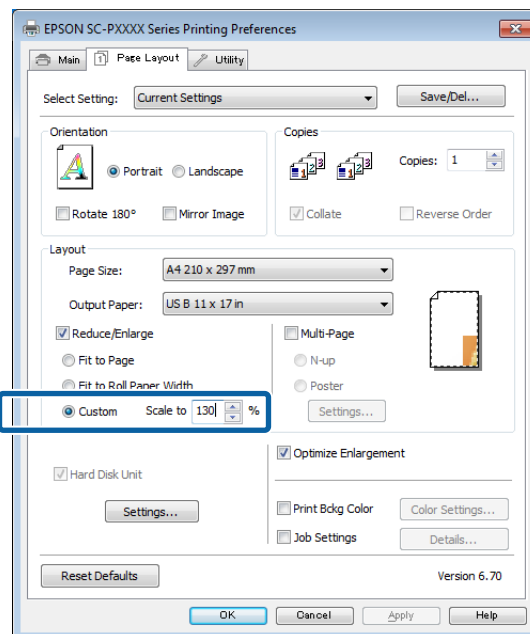 EPSON SC-PXXXX Series Printing Preferences
Main Page Layout Utility
Select Setting: Current Settings Save/Del...
Orientation Copies
Portrait Landscape Copies: 1
Rotate 180° Mirror Image Collate Reverse Order
Layout
Page Size: A4 210 x 297 mm
Output Paper: US B 11 x 17 in
Reduce/Enlarge Multi-Page
Fit to Page N-up
Fit to Roll Paper Width Poster
Custom Scale to 130 % Settings...
Optimize Enlargement
Hard Disk Unit
Settings... Print Bckg Color Color Settings...
Job Settings Details...
Reset Defaults Version 6.70
OK Cancel Apply Help